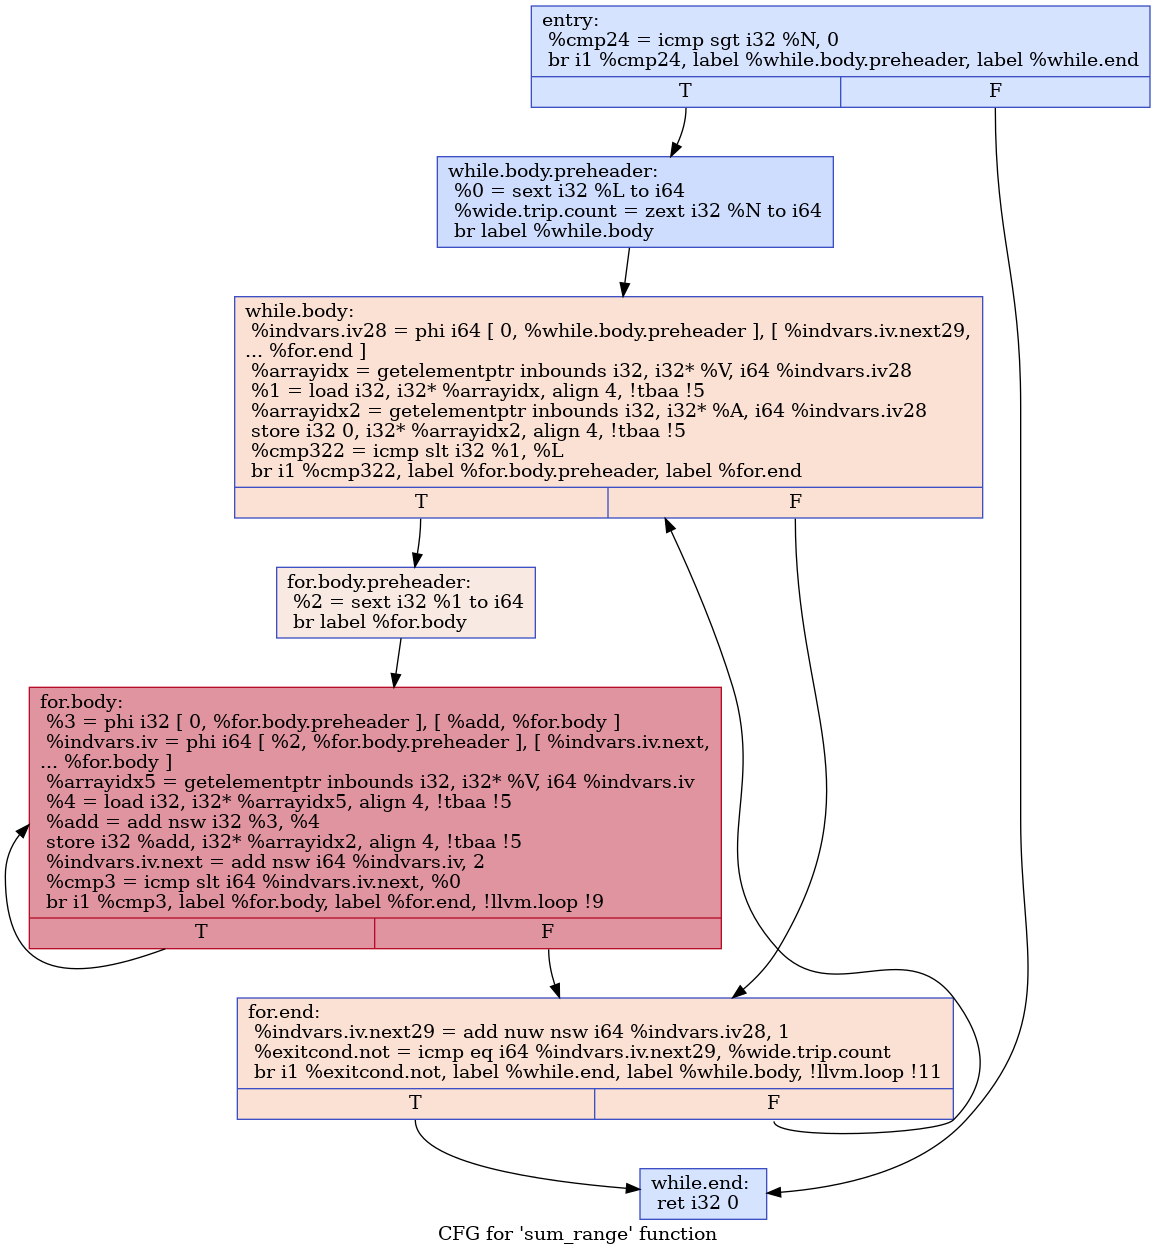 entry:
%cmp24 = icmp sgt i32 %N, 0
br i1 %cmp24, label %while.body.preheader, label %while.end
T
F
while.body.preheader:
%0 = sext i32 %L to i64
%wide.trip.count = zext i32 %N to i64
br label %while.body
while.body:
%indvars.iv28 = phi i64 [ 0, %while.body.preheader ], [ %indvars.iv.next29,
... %for.end ]
%arrayidx = getelementptr inbounds i32, i32* %V, i64 %indvars.iv28
%1 = load i32, i32* %arrayidx, align 4, !tbaa !5
%arrayidx2 = getelementptr inbounds i32, i32* %A, i64 %indvars.iv28
store i32 0, i32* %arrayidx2, align 4, !tbaa !5
%cmp322 = icmp slt i32 %1, %L
br i1 %cmp322, label %for.body.preheader, label %for.end
T
F
for.body.preheader:
%2 = sext i32 %1 to i64
br label %for.body
for.body:
%3 = phi i32 [ 0, %for.body.preheader ], [ %add, %for.body ]
%indvars.iv = phi i64 [ %2, %for.body.preheader ], [ %indvars.iv.next,
... %for.body ]
%arrayidx5 = getelementptr inbounds i32, i32* %V, i64 %indvars.iv
%4 = load i32, i32* %arrayidx5, align 4, !tbaa !5
%add = add nsw i32 %3, %4
store i32 %add, i32* %arrayidx2, align 4, !tbaa !5
%indvars.iv.next = add nsw i64 %indvars.iv, 2
%cmp3 = icmp slt i64 %indvars.iv.next, %0
br i1 %cmp3, label %for.body, label %for.end, !llvm.loop !9
T
F
for.end:
%indvars.iv.next29 = add nuw nsw i64 %indvars.iv28, 1
%exitcond.not = icmp eq i64 %indvars.iv.next29, %wide.trip.count
br i1 %exitcond.not, label %while.end, label %while.body, !llvm.loop !11
T
F
while.end:
ret i32 0
CFG for 'sum_range' function